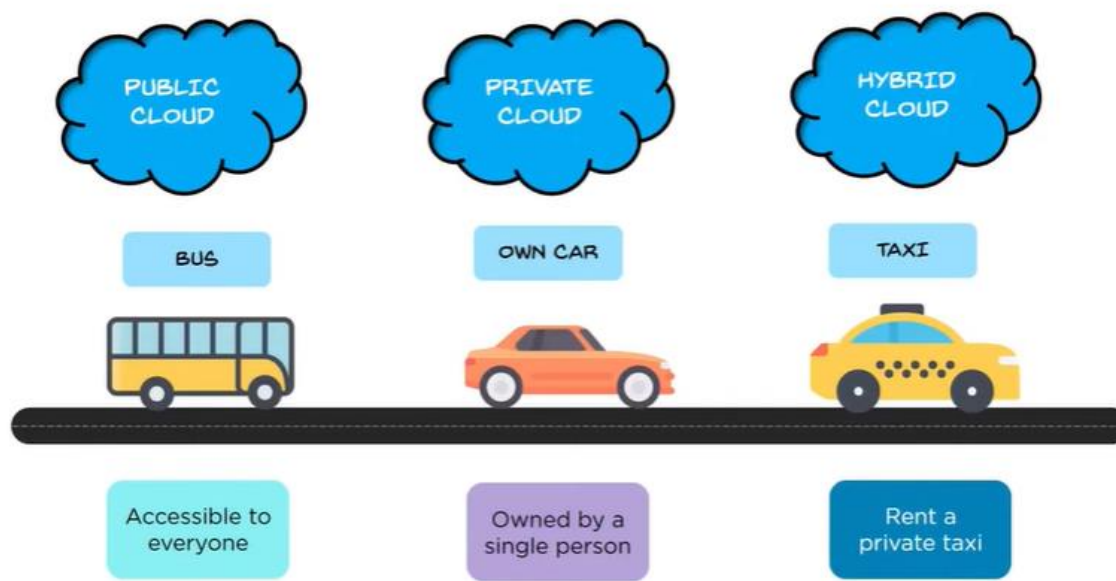 PUBLIC
CLOUD
PRIVATE
CLOUD
HYBRID
CLOUD
BUS
OWN CAR
TAXI
Accessible to
everyone
Owned by a
single person
Rent a
private taxi